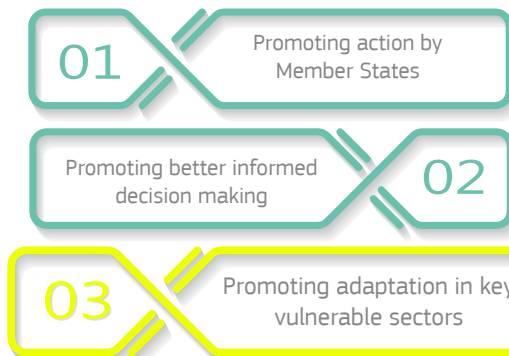 01
Promoting action by
Member States
Promoting better informed
decision making
02
03
Promoting adaptation in key
vulnerable sectors